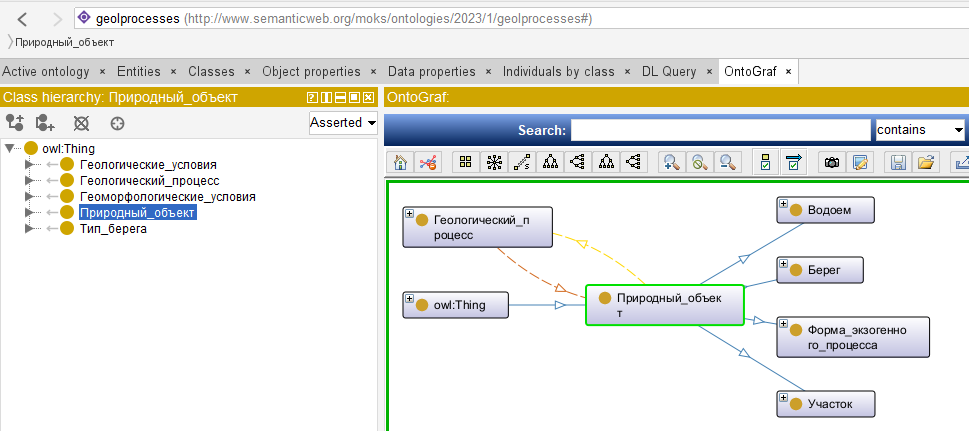 geolprocesses (http://www.semanticweb.org/moks/ontologies/2023/1/geolprocesses#)
Природный_объект
Active ontology × Entities × Classes × Object properties × Data properties × Individuals by class × DL Query × OntoGraf ×
Class hierarchy: Природный_объект
OntoGraf:
Asserted
Search:
contains
owl:Thing
Геологические_условия
Геологический_процесс
Геоморфологические_условия
Природный_объект
Тип_берега
Геологический_п
роцесс
owl:Thing
Природный_объек
т
Водоем
Берег
Форма_экзогенно
го_процесса
Участок